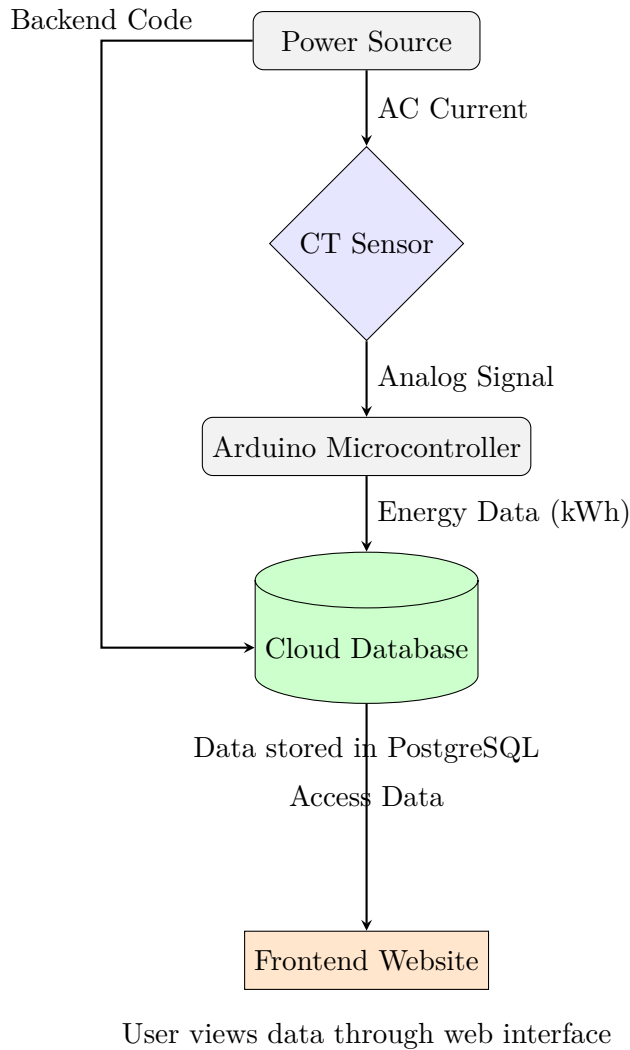 Backend Code
Power Source
AC Current
CT Sensor
Analog Signal
Arduino Microcontroller
Energy Data (kWh)
Cloud Database
Data stored in PostgreSQL
Access Data
Frontend Website
User views data through web interface